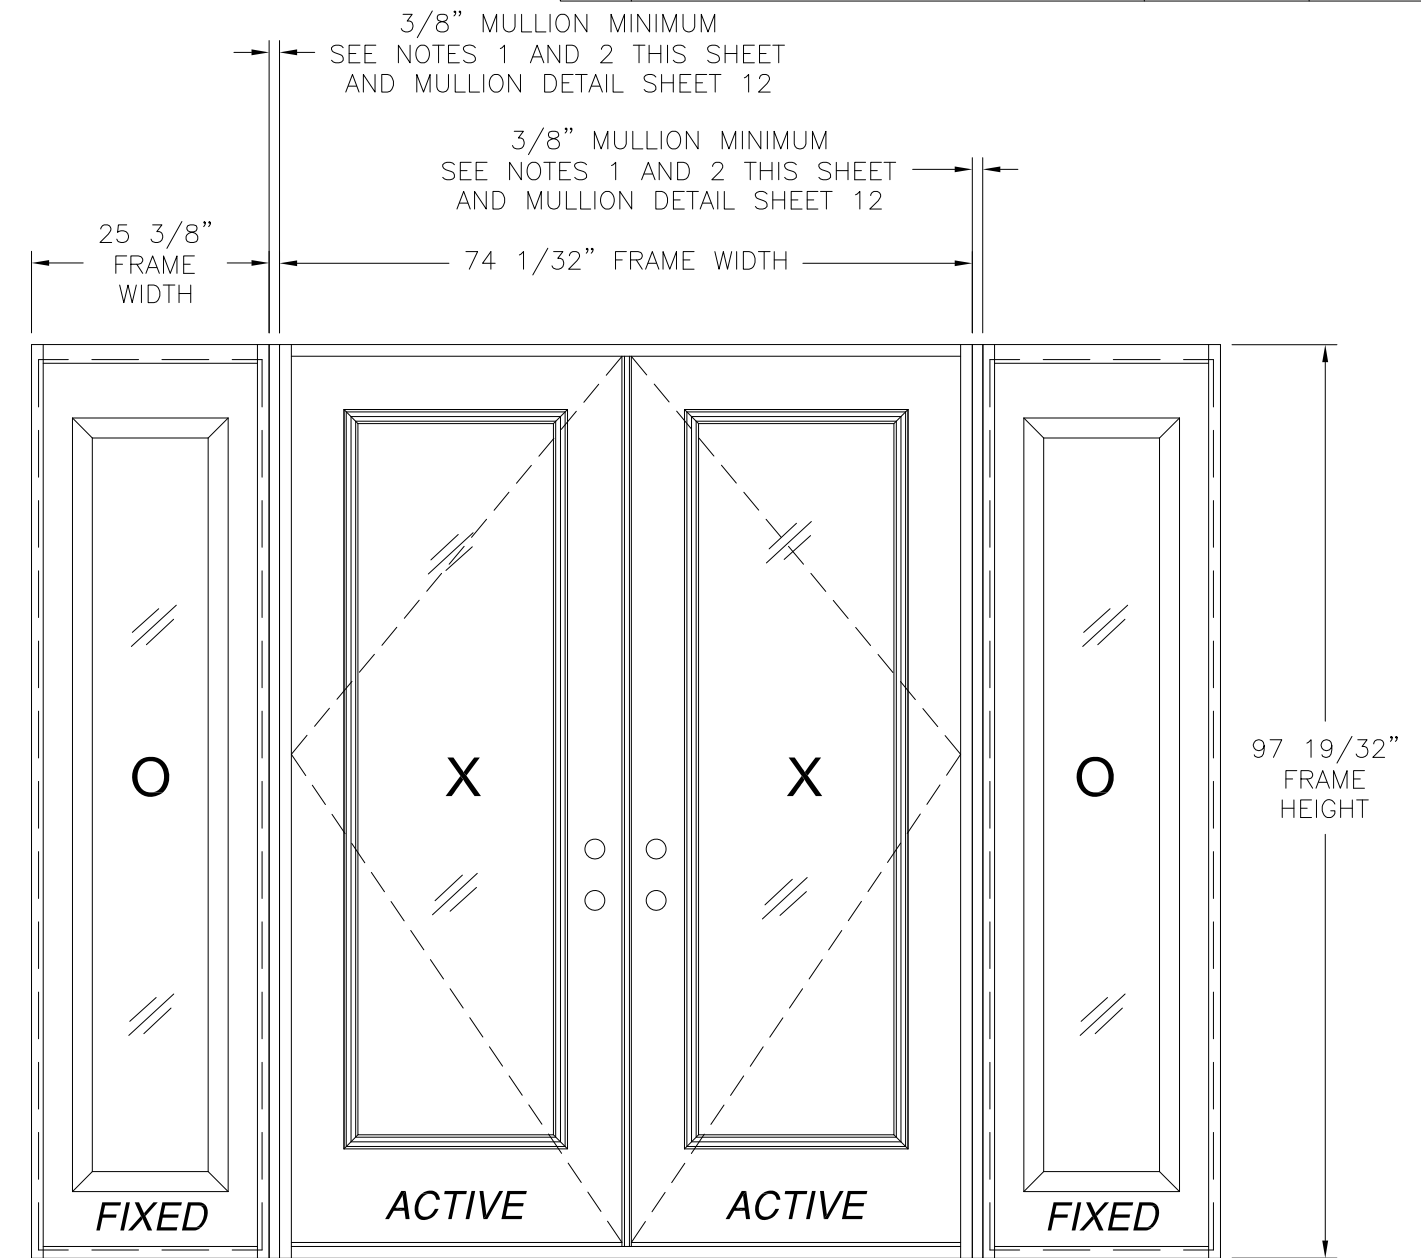 3/8” MULLION MINIMUM
SEE NOTES 1 AND 2 THIS SHEET
AND MULLION DETAIL SHEET 12
3/8” MULLION MINIMUM
SEE NOTES 1 AND 2 THIS SHEET
AND MULLION DETAIL SHEET 12
25 3/8”
FRAME
WIDTH
74 1/32” FRAME WIDTH
97 19/32”
FRAME
HEIGHT
O X X O
FIXED ACTIVE ACTIVE FIXED